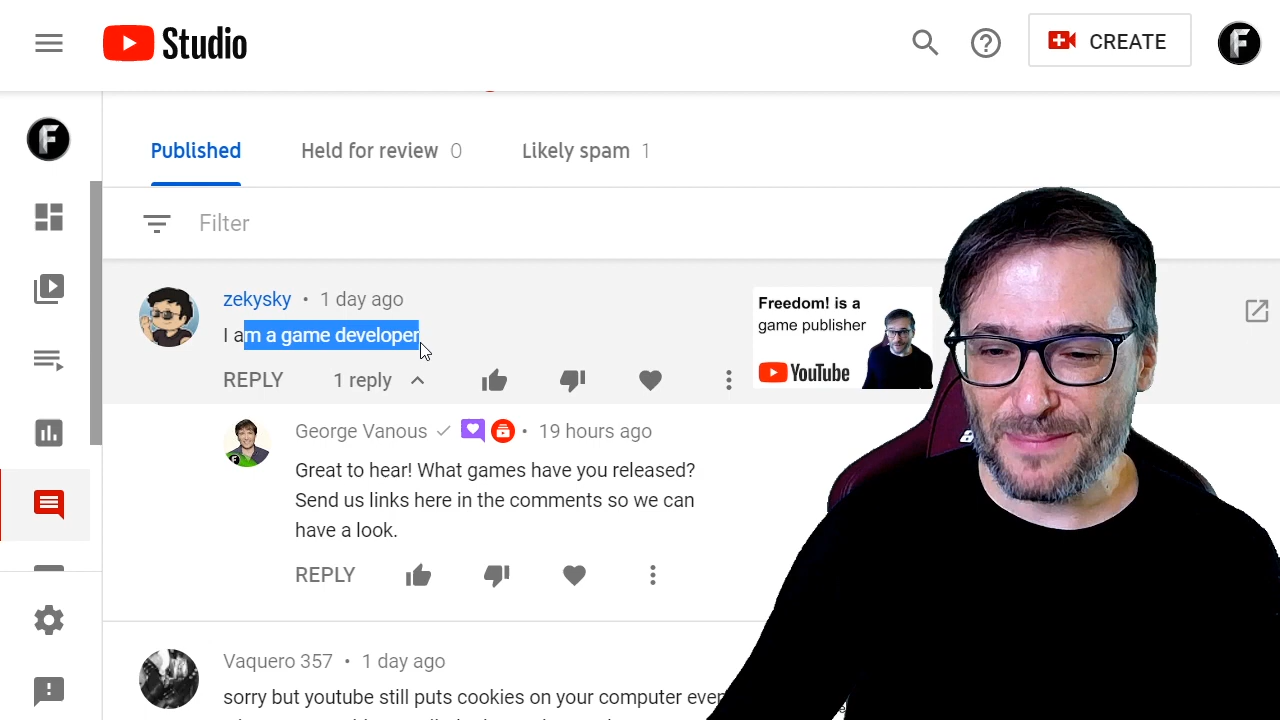 Studio
CREATE
F
F
Published
Held for review 0
Likely spam 1
Filter
zekysky • 1 day ago
I am a game developer
REPLY
1 reply
Freedom! is a
game publisher
YouTube
George Vanous • 19 hours ago
Great to hear! What games have you released?
Send us links here in the comments so we can
have a look.
REPLY
Vaquero 357 • 1 day ago
sorry but youtube still puts cookies on your computer even